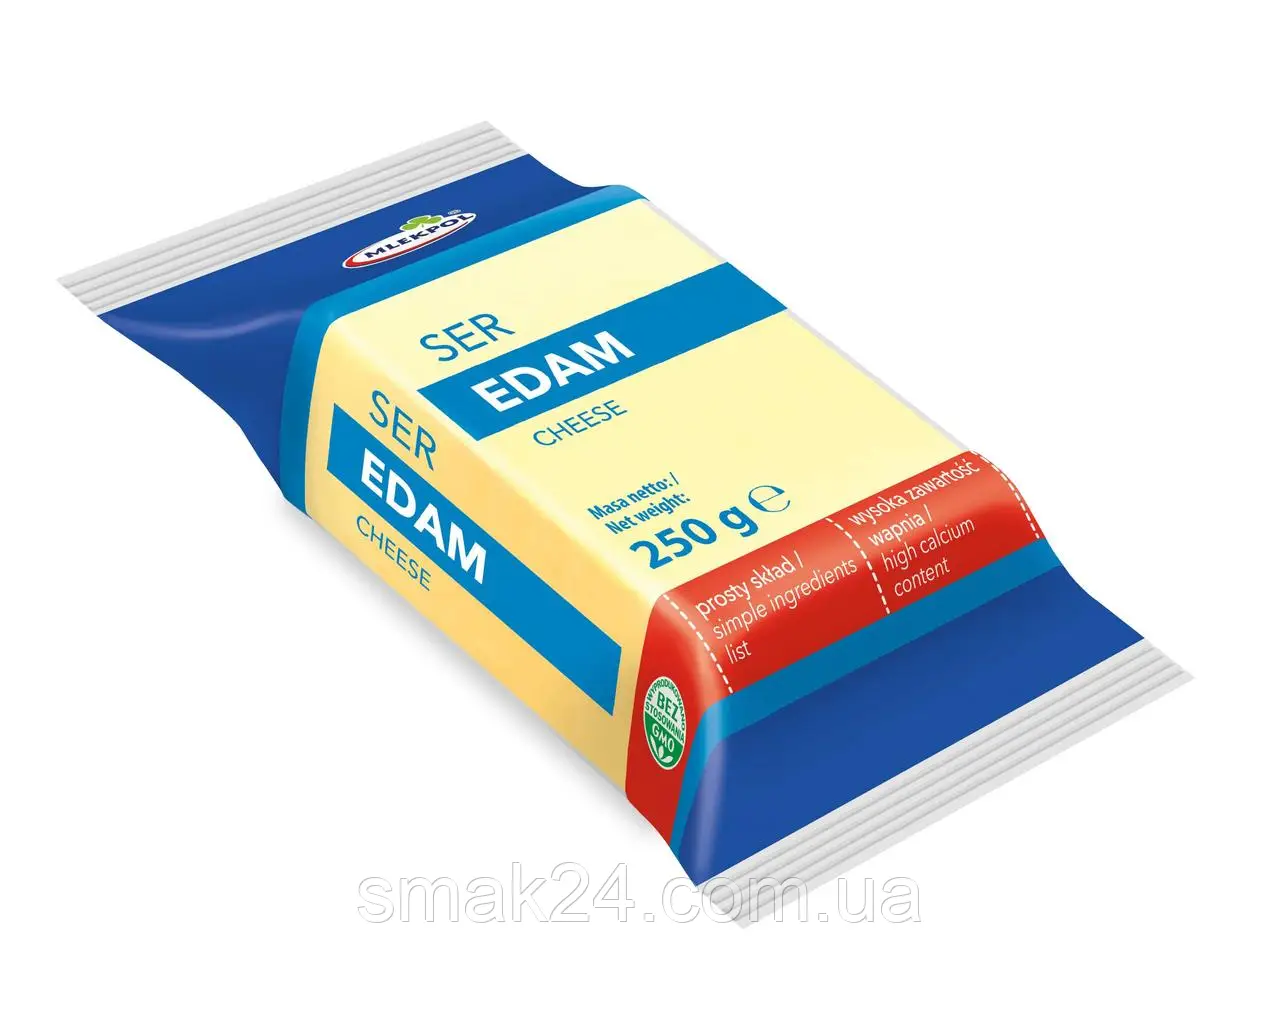 MLEKPOL
SER
EDAM
CHEESE
SER
EDAM
CHEESE
Masa netto: /
Net weight:
250 g ℮
prosty skład /
simple ingredients
list
wysoka zawartość
wapnia /
high calcium
content
WYPRODUKOWANO
BEZ
STOSOWANIA
GMO
smak24.com.ua